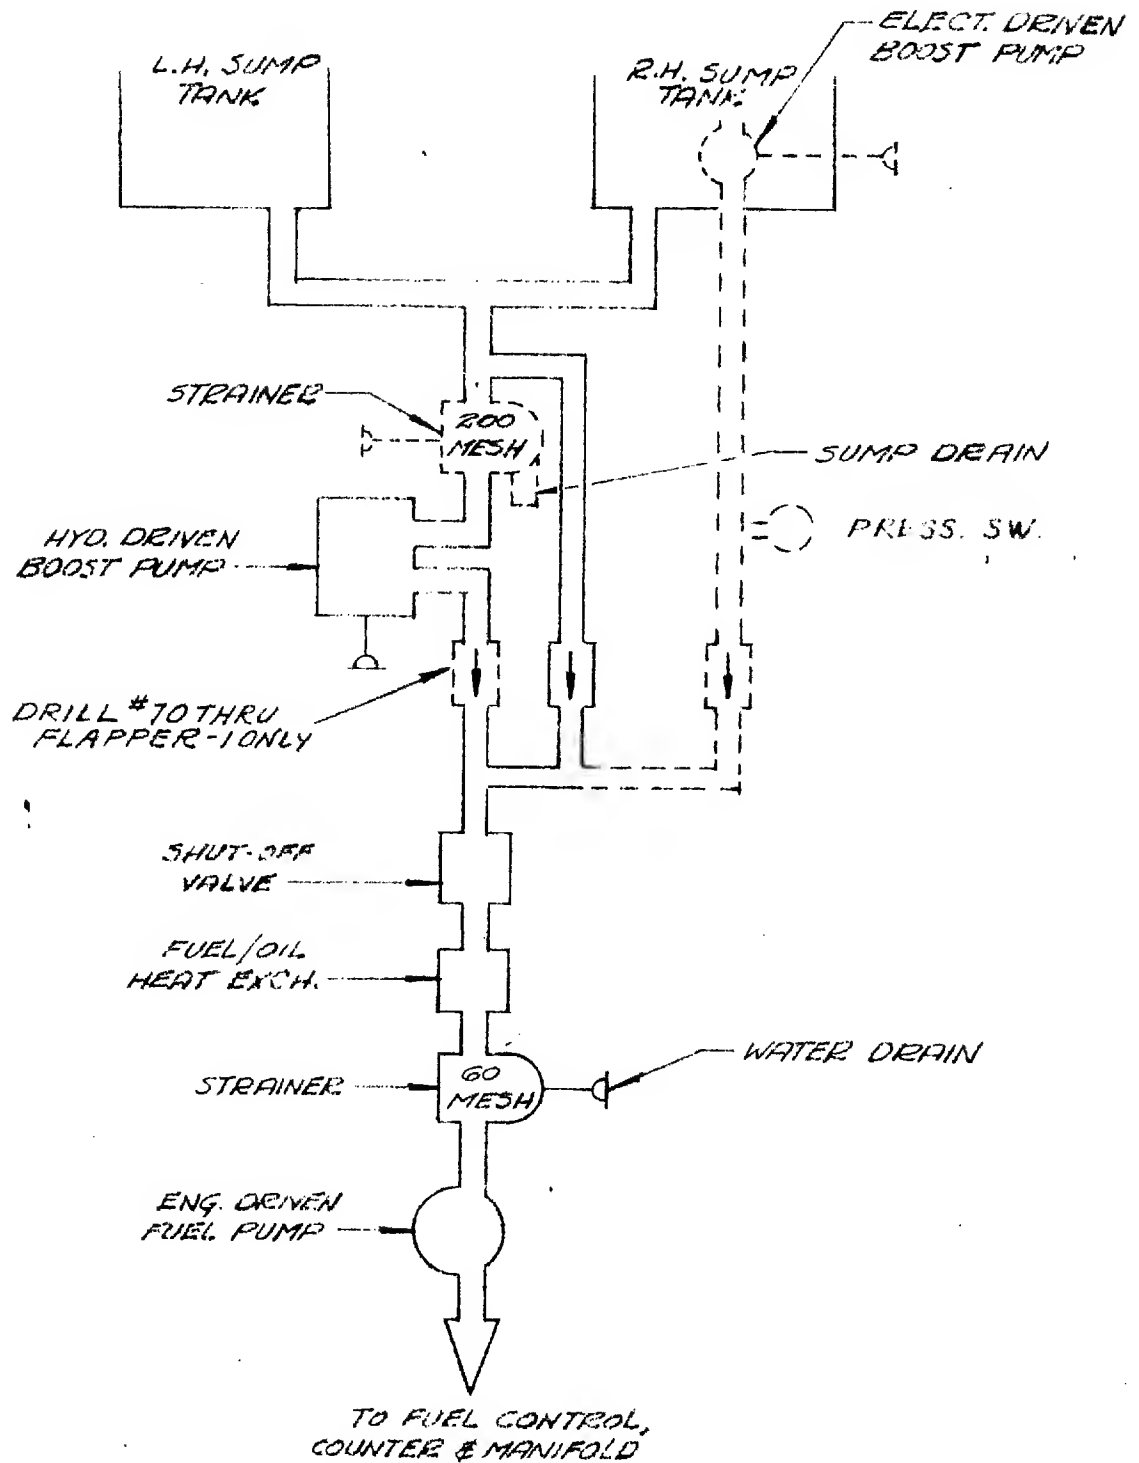 ELECT. DRIVEN
BOOST PUMP
L.H. SUMP
TANK
R.H. SUMP
TANK
STRAINER
200
MESH
SUMP DRAIN
HYD. DRIVEN
BOOST PUMP
PRESS. SW.
DRILL #70 THRU
FLAPPER-1 ONLY
SHUT-OFF
VALVE
FUEL/OIL
HEAT EXCH.
WATER DRAIN
STRAINER
60
MESH
ENG. DRIVEN
FUEL PUMP
TO FUEL CONTROL,
COUNTER & MANIFOLD